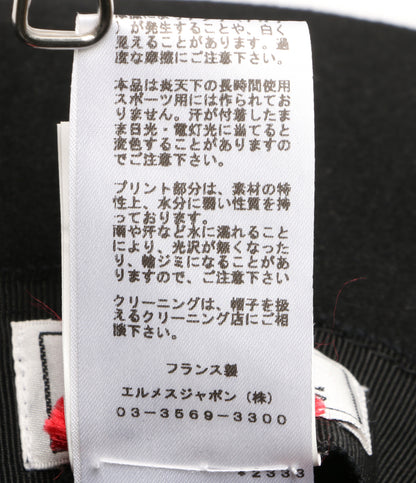 )が発生することや、白く
見えることがあります。過
度な摩擦にご注意下さい。
本品は炎天下の長時間使用
スポーツ用には作られてお
りません。汗が付着したま
ま日光・電灯光に当てると
変色することがありますの
でご注意下さい。
プリント部分は、素材の特
性上、水分に弱い性質を持
っております。
雨や汗など水に濡れること
により、光沢が無くなった
り、輪ジミになることがあ
りますので、ご注意下さい
クリーニングは、帽子を扱
えるクリーニング店にご相
談下さい。
フランス製
エルメスジャポン(株)
03-3569-3300
*2333